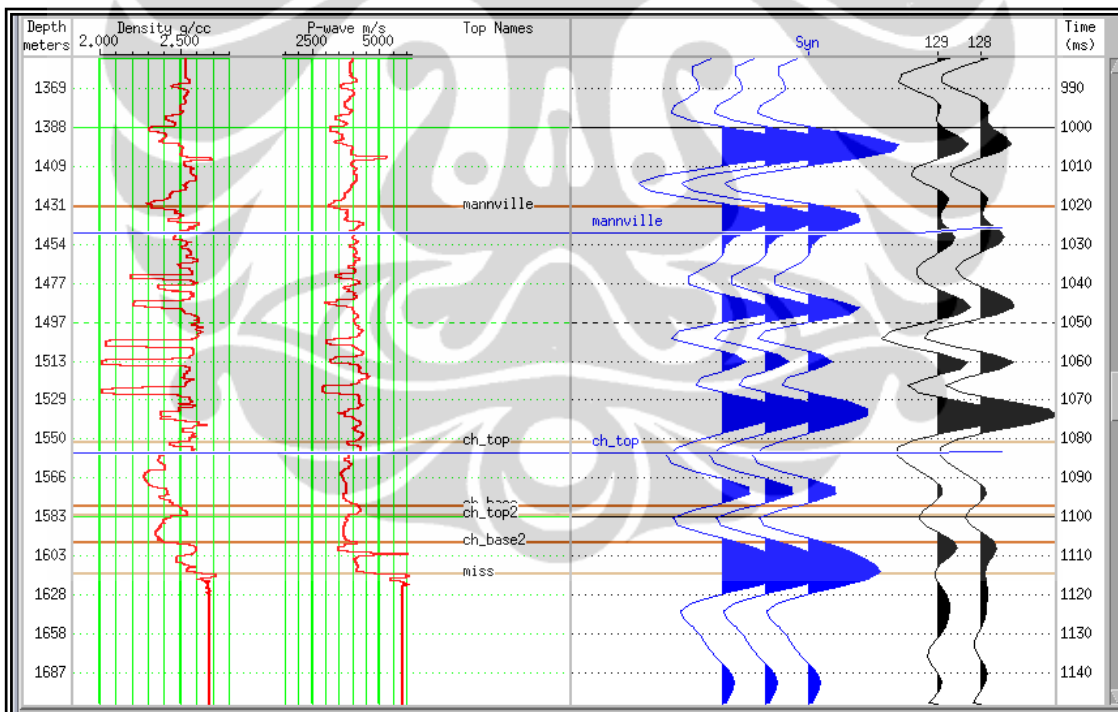 Depth Density g/cc P-wave m/s Top Names Time
meters 2.000 2.500 2500 5000 Syn 129 128 (ms)
1369 990
1388 1000
1409 1010
1431 mannville 1020
mannville
1454 1030
1477 1040
1497 1050
1513 1060
1529 1070
1550 ch_top ch_top 1080
1566 1090
ch_base
1583 ch_top2 1100
ch_base2
1603 1110
miss
1628 1120
1658 1130
1687 1140